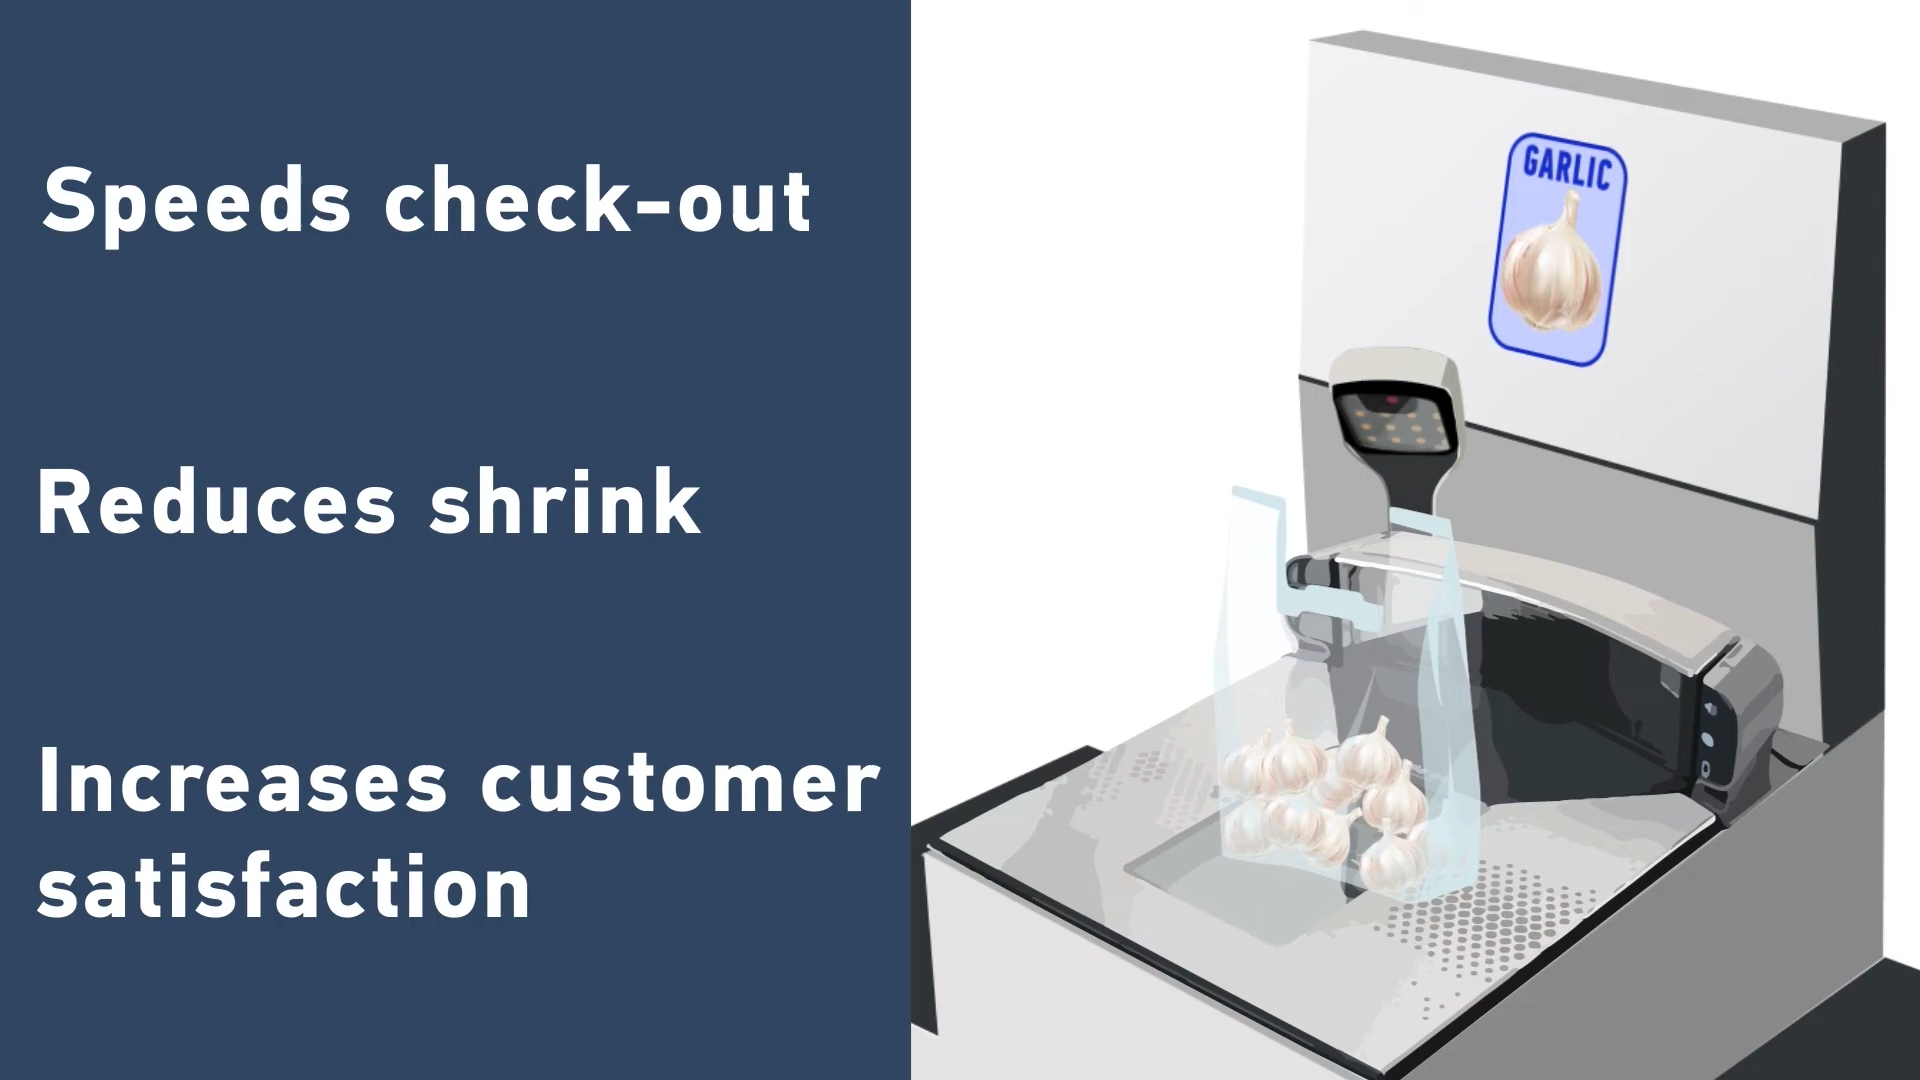 Speeds check-out
Reduces shrink
Increases customer
satisfaction
GARLIC